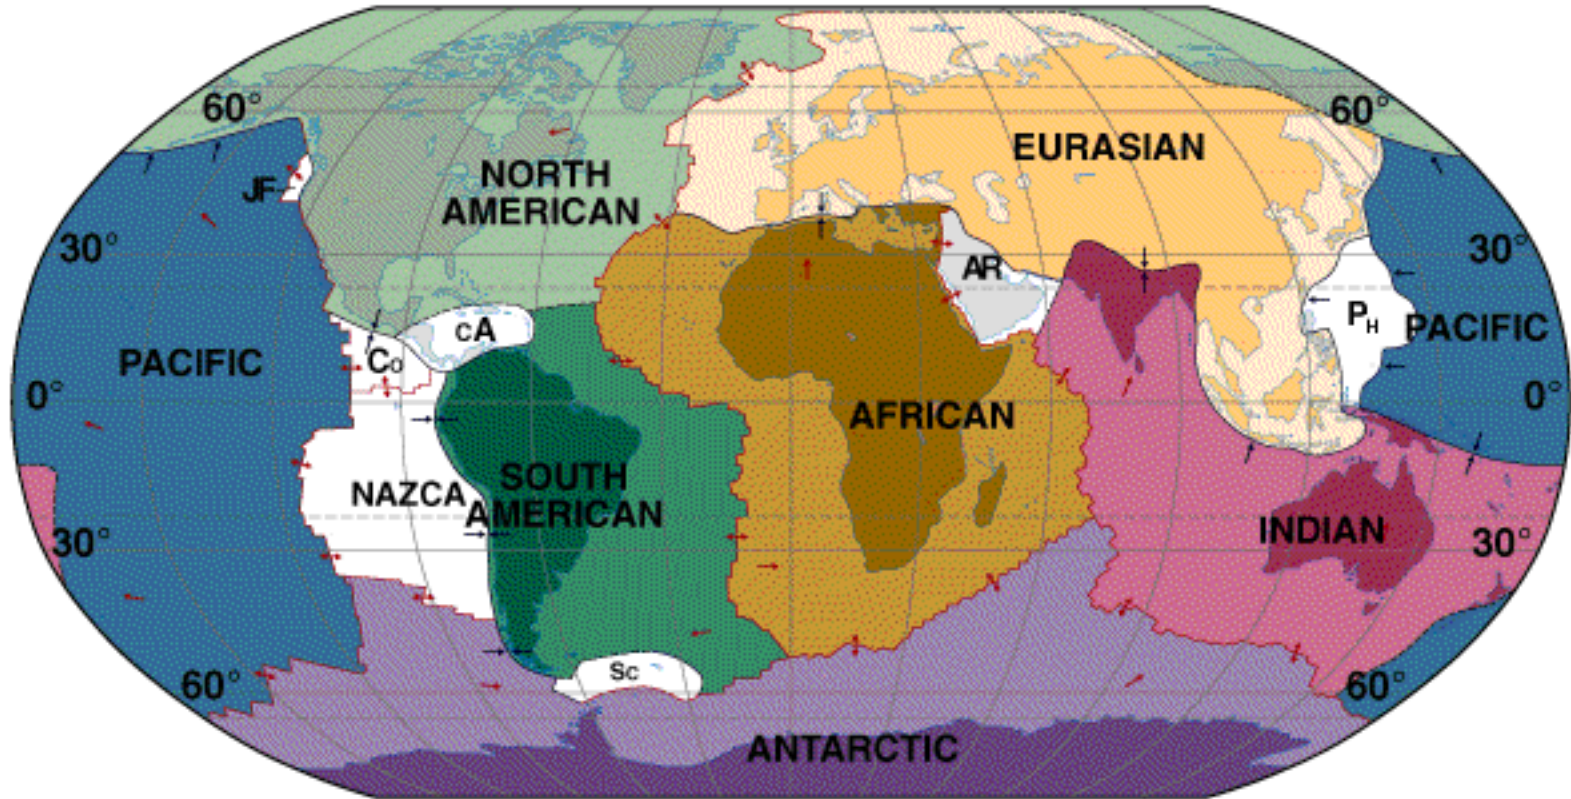 60°
60°
EURASIAN
NORTH
AMERICAN
JF
30°
30°
AR
CA
PH
PACIFIC
PACIFIC
Co
0°
0°
AFRICAN
NAZCA
SOUTH
AMERICAN
INDIAN
30°
30°
Sc
60°
60°
ANTARCTIC